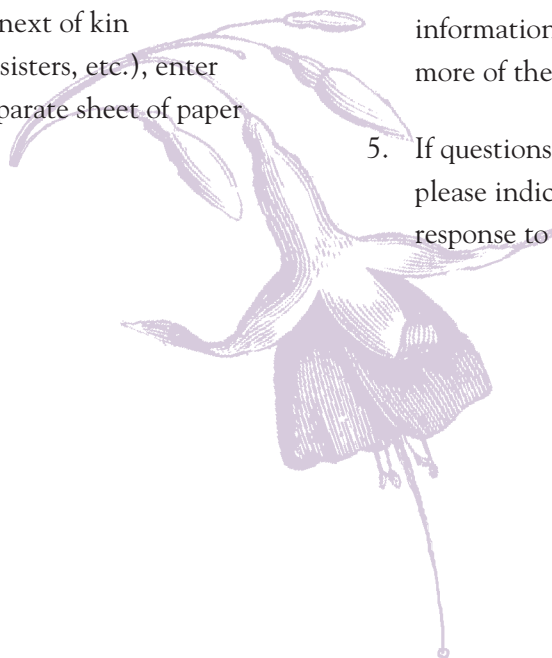 next of kin
sisters, etc.), enter
parate sheet of paper
information
more of the
5. If questions
please indic
response to